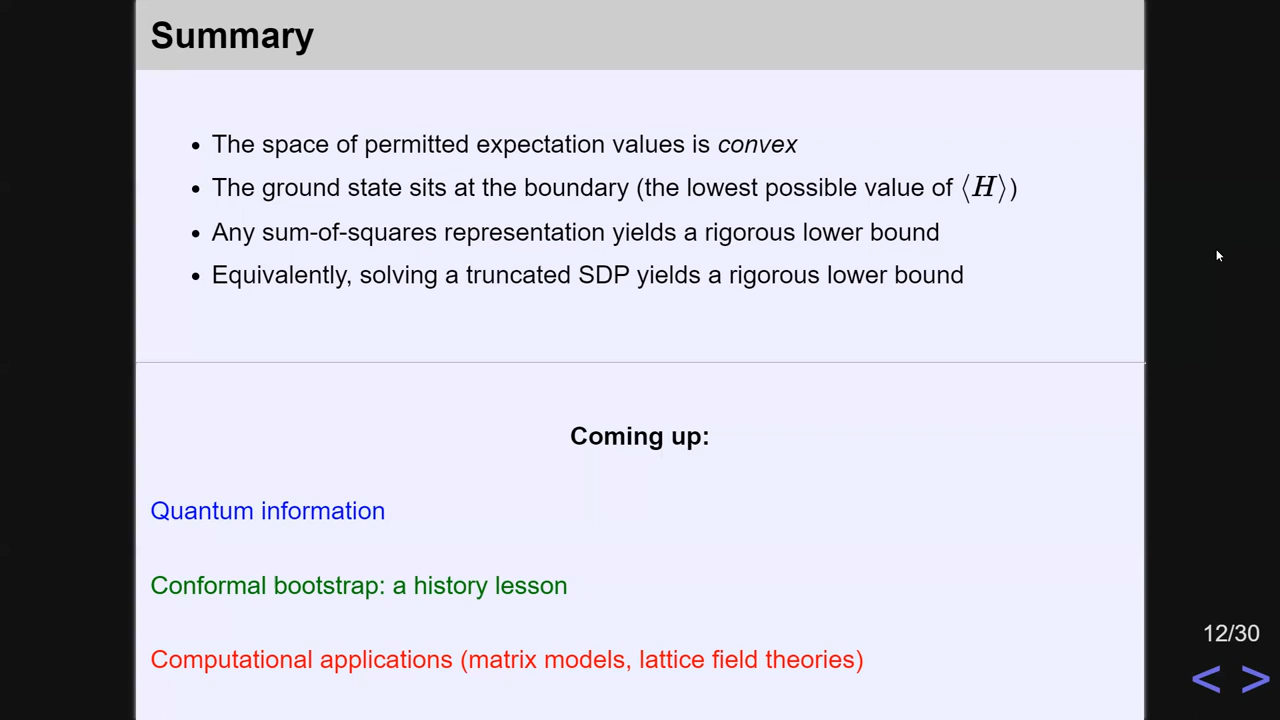 Summary
• The space of permitted expectation values is convex
• The ground state sits at the boundary (the lowest possible value of ⟨H⟩)
• Any sum-of-squares representation yields a rigorous lower bound
• Equivalently, solving a truncated SDP yields a rigorous lower bound
Coming up:
Quantum information
Conformal bootstrap: a history lesson
Computational applications (matrix models, lattice field theories)
12/30
< >